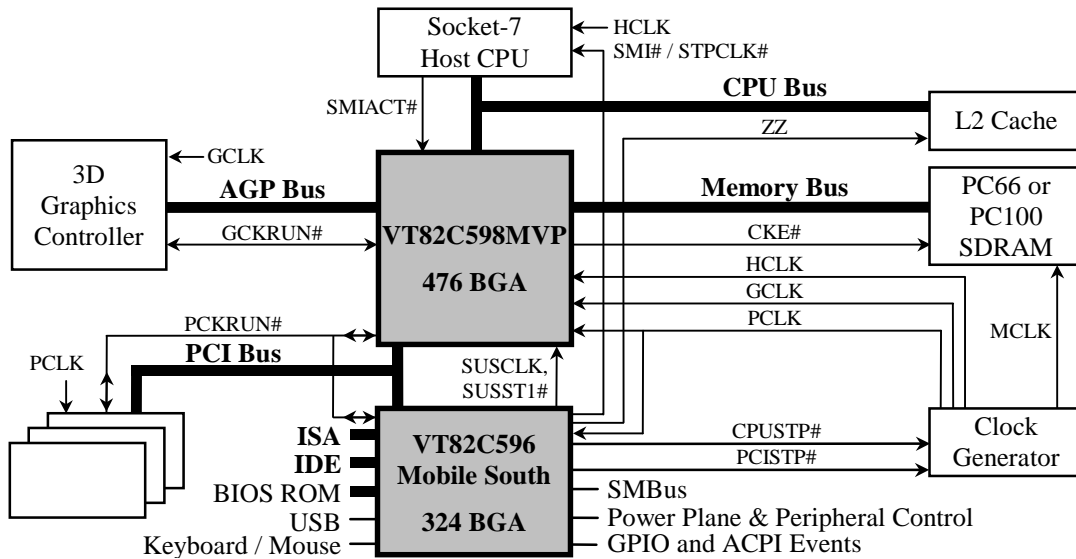 Socket-7
Host CPU
HCLK
SMI# / STPCLK#
SMIACT#
CPU Bus
ZZ
L2 Cache
GCLK
3D
Graphics
Controller
AGP Bus
GCKRUN#
VT82C598MVP
476 BGA
Memory Bus
PC66 or
PC100
SDRAM
CKE#
HCLK
GCLK
PCLK
MCLK
PCKRUN#
PCI Bus
PCLK
SUSCLK,
SUSST1#
ISA
IDE
BIOS ROM
USB
Keyboard / Mouse
VT82C596
Mobile South
324 BGA
CPUSTP#
PCISTP#
Clock
Generator
SMBus
Power Plane & Peripheral Control
GPIO and ACPI Events